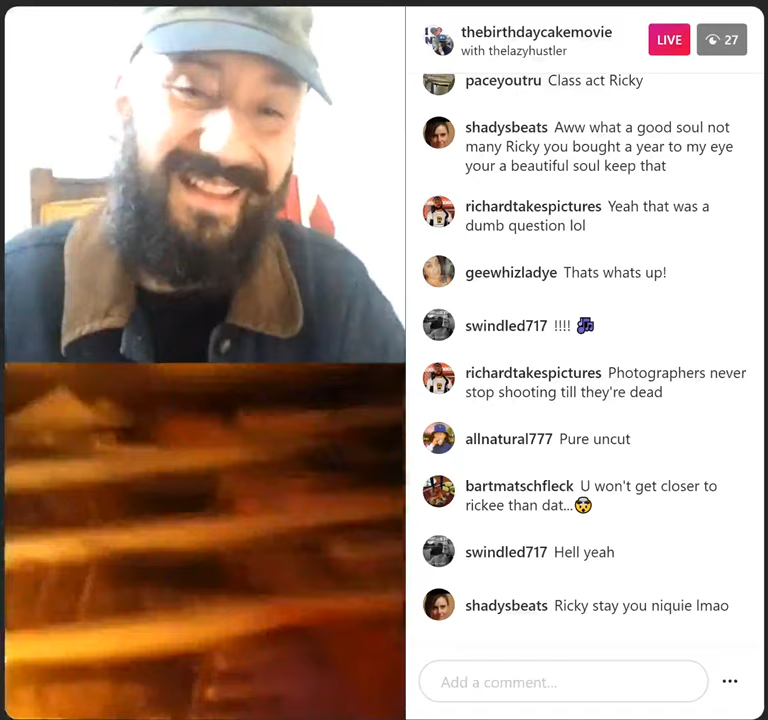 thebirthdaycakemovie
with thelazyhustler
LIVE
27
paceyoutru Class act Ricky
shadysbeats Aww what a good soul not
many Ricky you bought a year to my eye
your a beautiful soul keep that
richardtakespictures Yeah that was a
dumb question lol
geewhizladye Thats whats up!
swindled717 !!!!
richardtakespictures Photographers never
stop shooting till they're dead
allnatural777 Pure uncut
bartmatschfleck U won't get closer to
rickee than dat...
swindled717 Hell yeah
shadysbeats Ricky stay you niquie lmao
Add a comment...